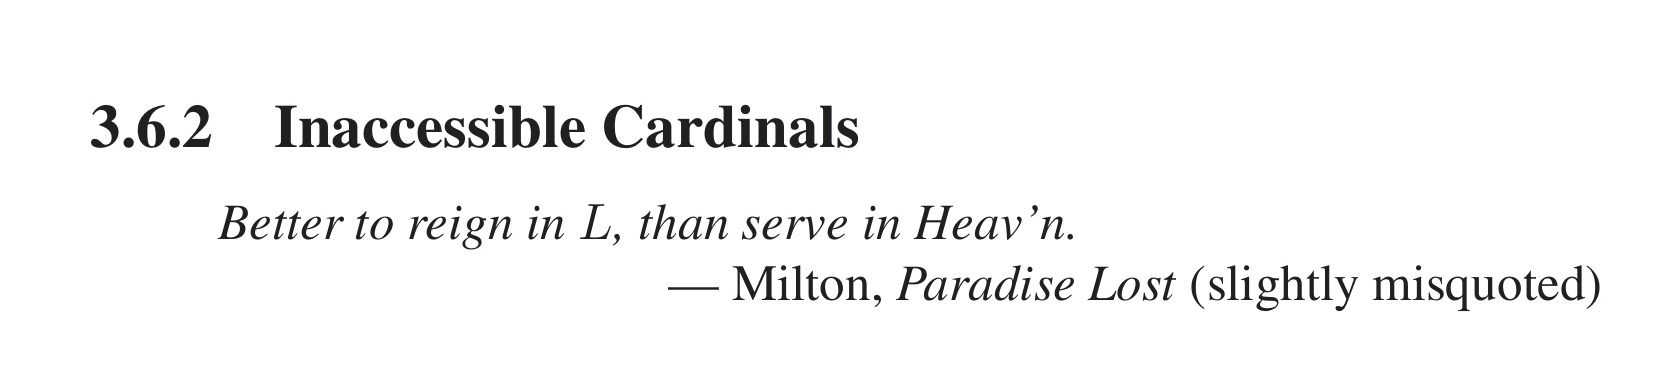 3.6.2 Inaccessible Cardinals
Better to reign in L, than serve in Heav’n.
— Milton, Paradise Lost (slightly misquoted)